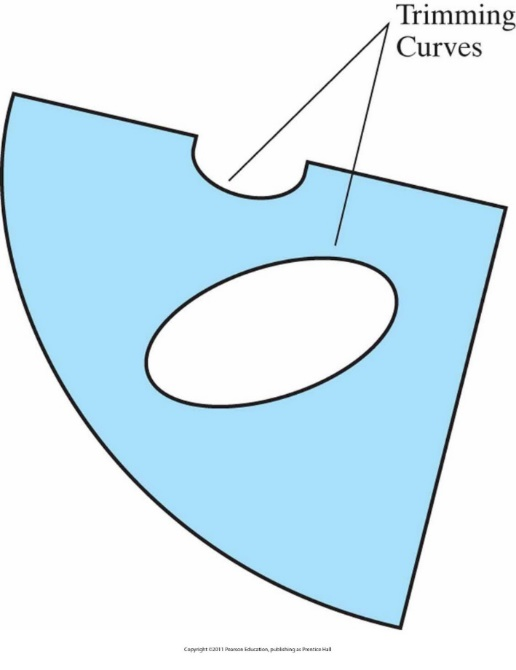 Trimming
Curves
Copyright ©2011 Pearson Education, publishing as Prentice Hall